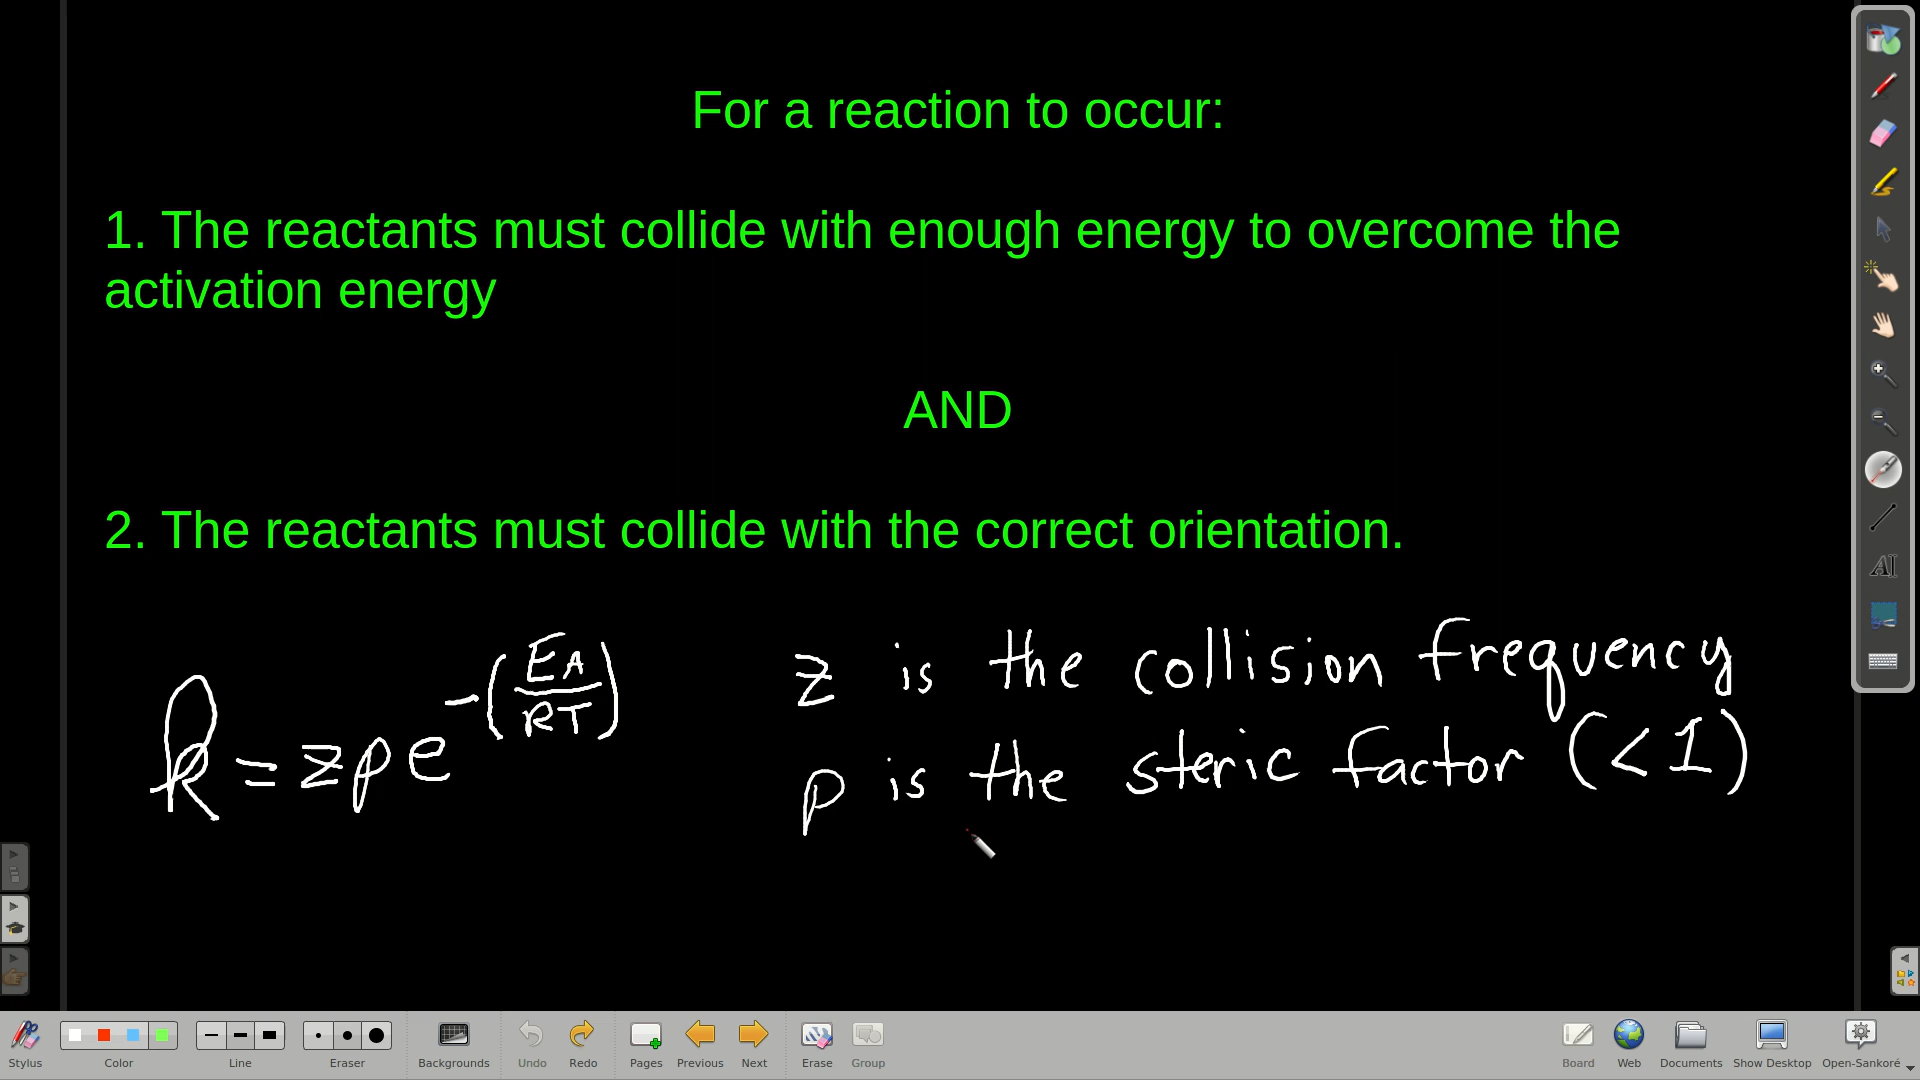 For a reaction to occur:
1. The reactants must collide with enough energy to overcome the
activation energy
AND
2. The reactants must collide with the correct orientation.
k = zpe^-(EA/RT)
z is the collision frequency
p is the steric factor (<1)
Stylus Color Line Eraser Backgrounds Undo Redo Pages Previous Next Erase Group Board Web Documents Show Desktop Open-Sankoré